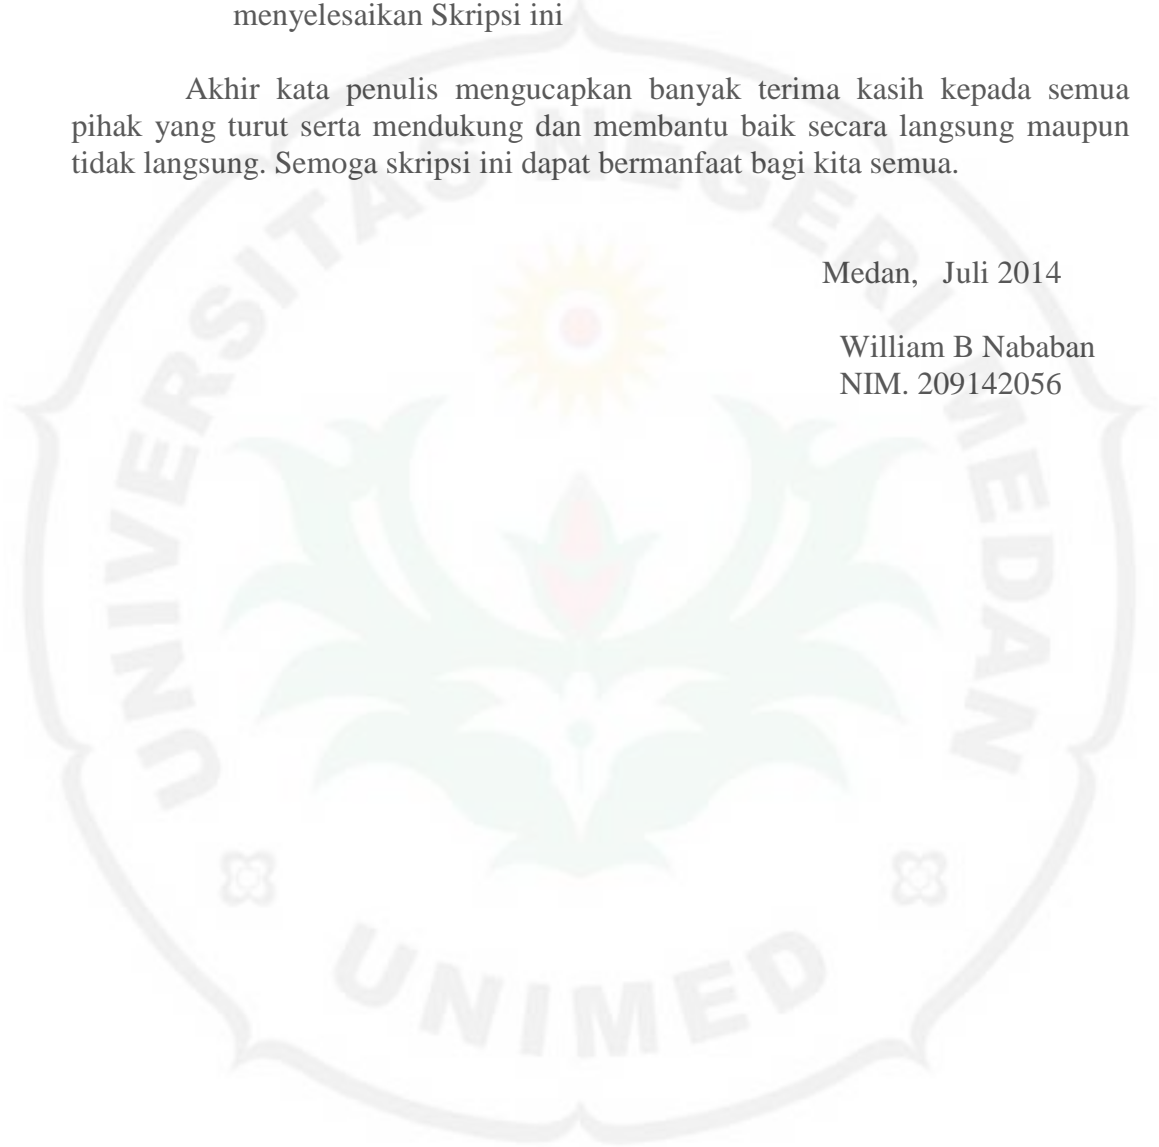 menyelesaikan Skripsi ini
Akhir kata penulis mengucapkan banyak terima kasih kepada semua
pihak yang turut serta mendukung dan membantu baik secara langsung maupun
tidak langsung. Semoga skripsi ini dapat bermanfaat bagi kita semua.
Medan, Juli 2014
William B Nababan
NIM. 209142056
UNIVERSITAS NEGERI MEDAN
UNIMED